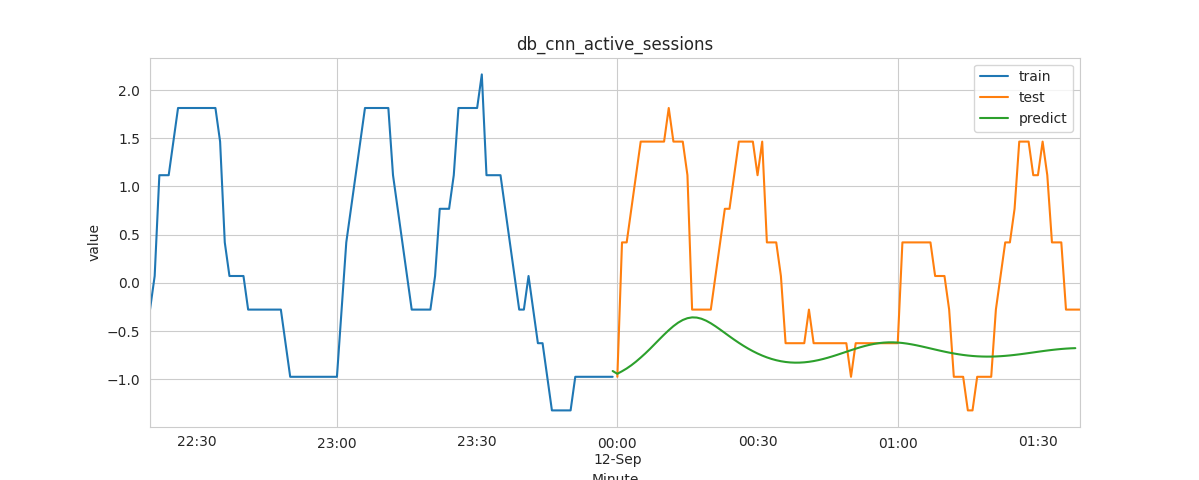 db_cnn_active_sessions
train
test
predict
value
2.0
1.5
1.0
0.5
0.0
−0.5
−1.0
22:30
23:00
23:30
00:00
12-Sep
00:30
01:00
01:30
Minute